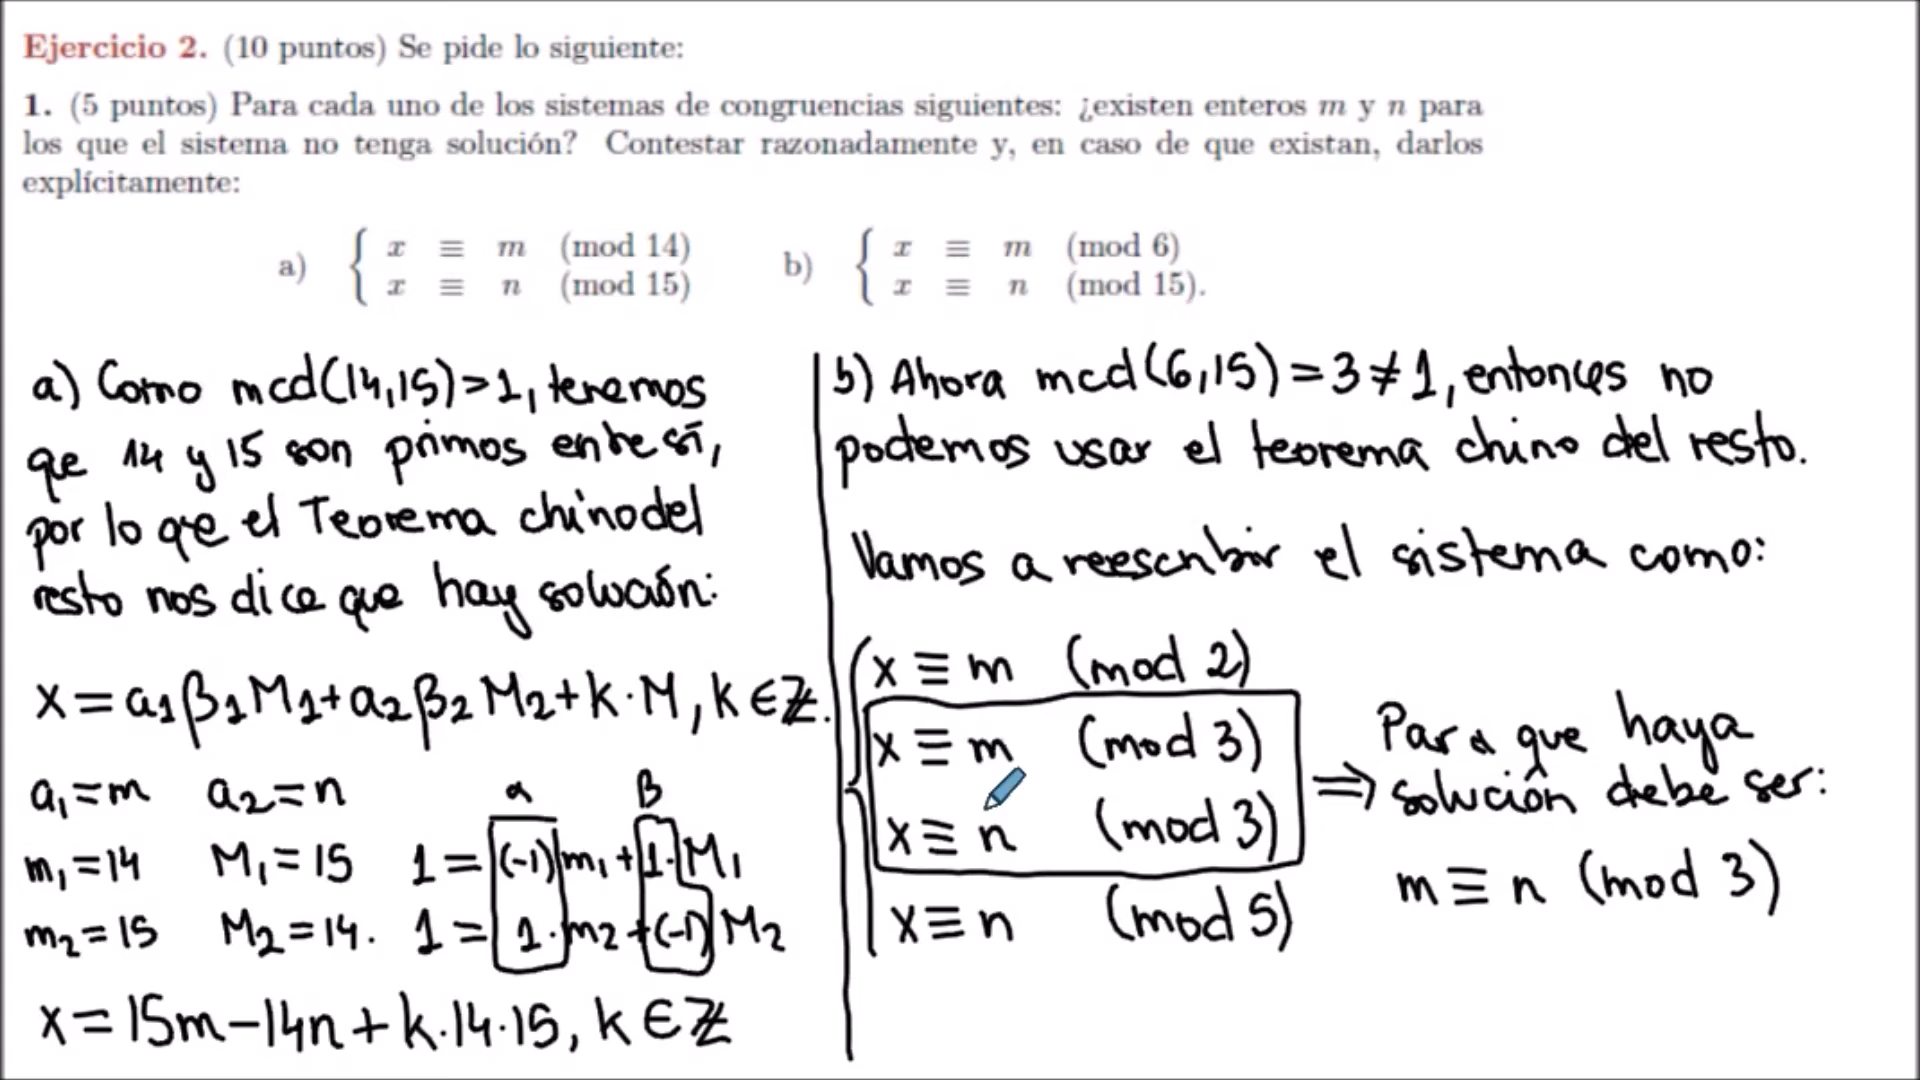 Ejercicio 2. (10 puntos) Se pide lo siguiente:
1. (5 puntos) Para cada uno de los sistemas de congruencias siguientes: ¿existen enteros m y n para
los que el sistema no tenga solución? Contestar razonadamente y, en caso de que existan, darlos
explícitamente:
a) { x ≡ m (mod 14)
x ≡ n (mod 15)
b) { x ≡ m (mod 6)
x ≡ n (mod 15).
a) Como mcd(14,15)=1, tenemos
que 14 y 15 son primos entre sí,
por lo que el Teorema chino del
resto nos dice que hay solución:
x = a₁β₁M₁+a₂β₂M₂+k·M, k∈ℤ.
a₁=m a₂=n α β
m₁=14 M₁=15 1=(-1)m₁+1·M₁
m₂=15 M₂=14. 1=1·m₂+(-1)M₂
x=15m-14n+k·14·15, k∈ℤ
b) Ahora mcd(6,15)=3≠1, entonces no
podemos usar el teorema chino del resto.
Vamos a reescribir el sistema como:
{ x ≡ m (mod 2)
x ≡ m (mod 3)
x ≡ n (mod 3)
x ≡ n (mod 5)
⇒ Para que haya
solución debe ser:
m ≡ n (mod 3)